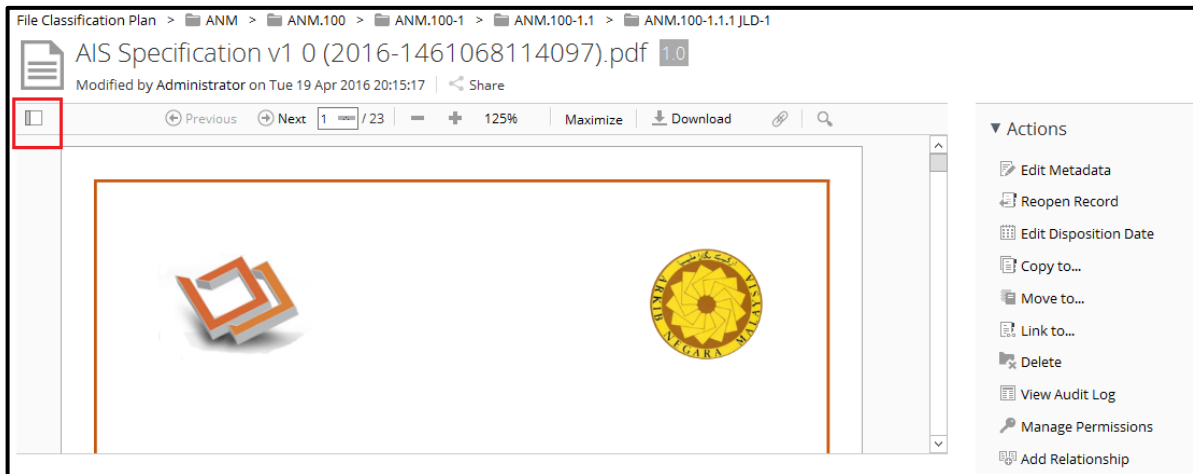 File Classification Plan > ANM > ANM.100 > ANM.100-1 > ANM.100-1.1 > ANM.100-1.1.1 JLD-1
AIS Specification v1 0 (2016-1461068114097).pdf 1.0
Modified by Administrator on Tue 19 Apr 2016 20:15:17 Share
Previous Next 1 / 23 125% Maximize Download
ARKIB NEGARA MALAYSIA
Actions
Edit Metadata
Reopen Record
Edit Disposition Date
Copy to...
Move to...
Link to...
Delete
View Audit Log
Manage Permissions
Add Relationship